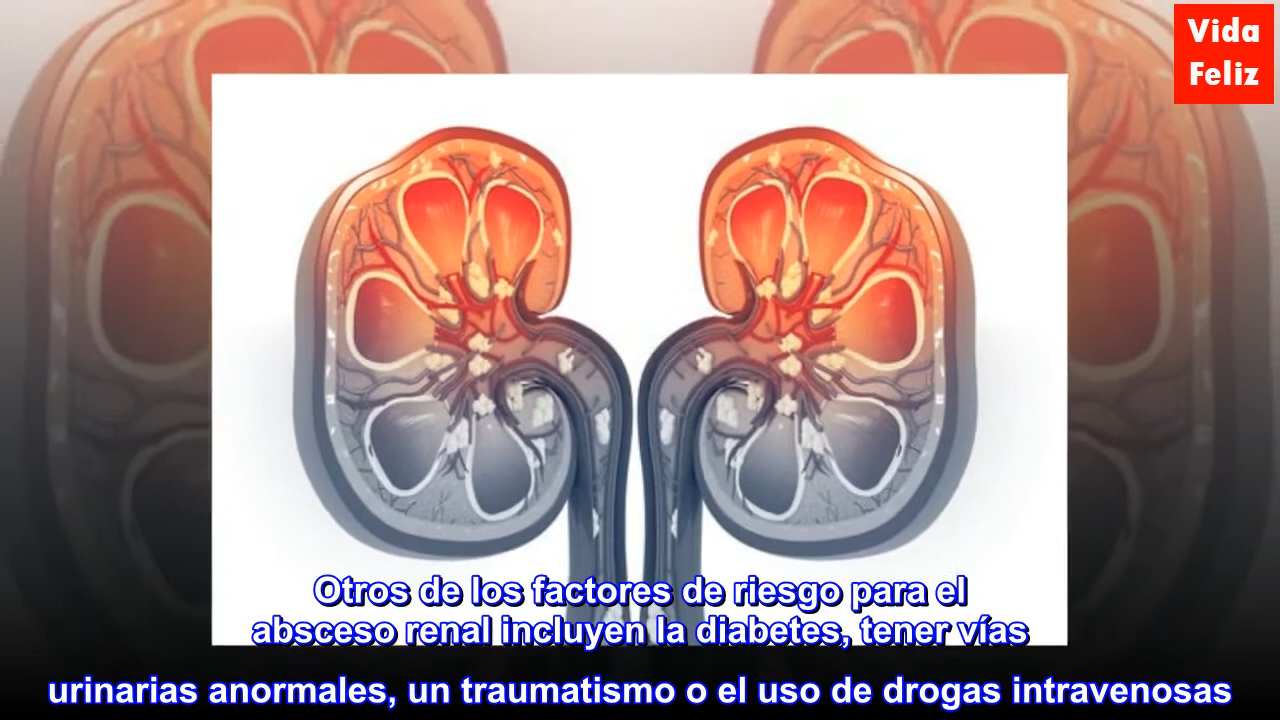 Vida
Feliz
Otros de los factores de riesgo para el
absceso renal incluyen la diabetes, tener vías
urinarias anormales, un traumatismo o el uso de drogas intravenosas